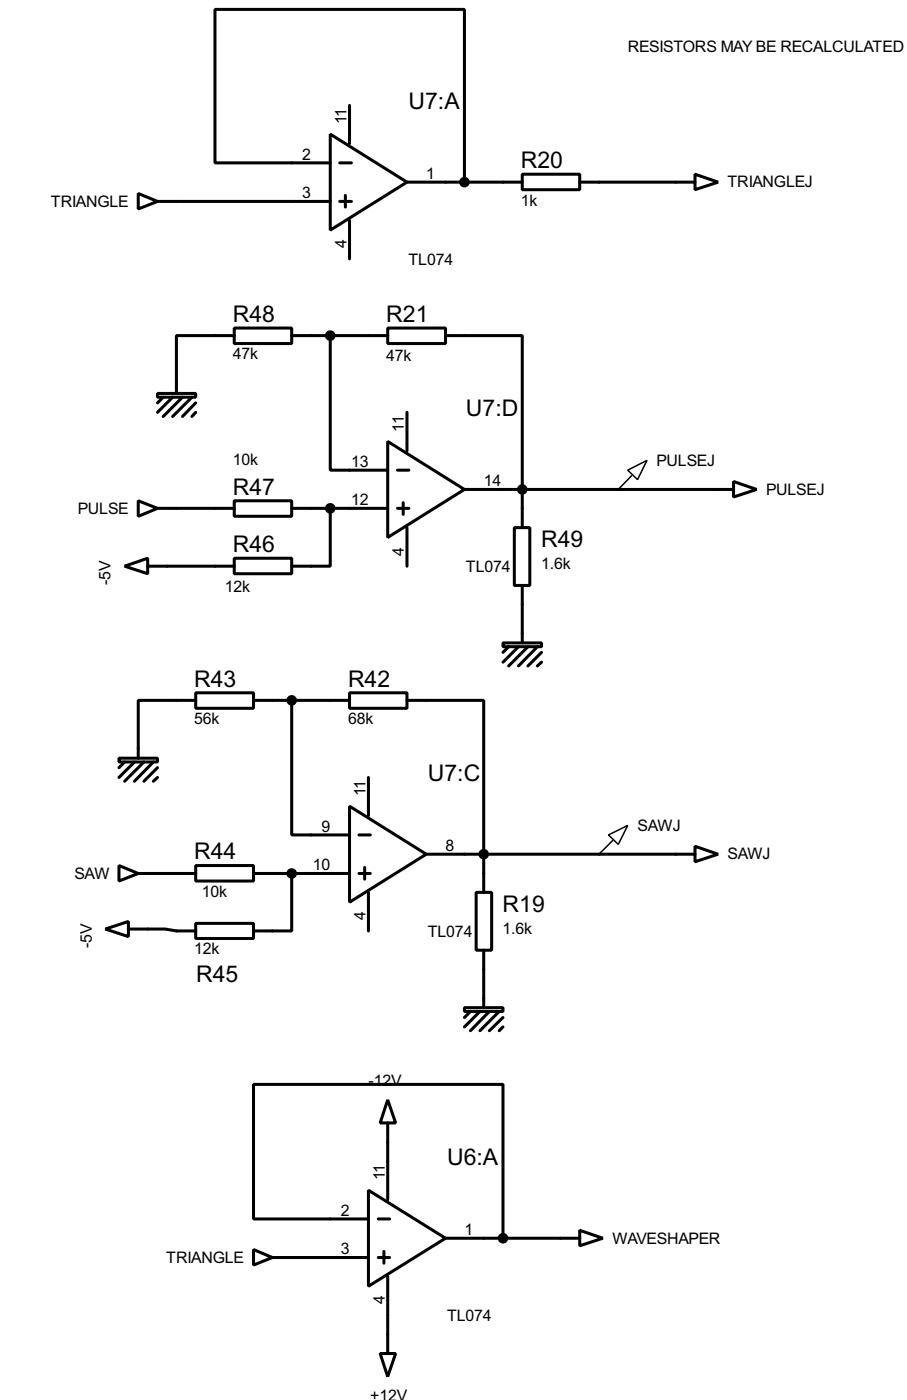 RESISTORS MAY BE RECALCULATED
U7:A
11
2
1
R20
TRIANGLEJ
TRIANGLE
3
1k
4
TL074
R48
R21
47k
47k
U7:D
11
10k
13
PULSEJ
R47
14
PULSEJ
PULSE
12
R46
R49
4
TL074
1.6k
-5V
12k
R43
R42
56k
68k
U7:C
11
9
SAWJ
R44
8
SAWJ
SAW
10
10k
R19
4
TL074
1.6k
-5V
12k
R45
-12V
U6:A
11
2
1
WAVESHAPER
TRIANGLE
3
4
TL074
+12V